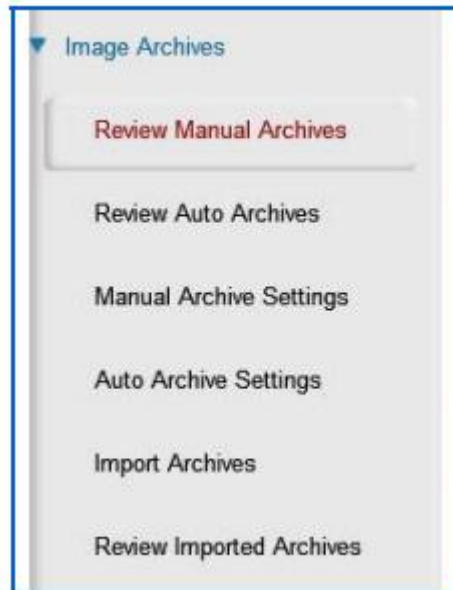 Image Archives
Review Manual Archives
Review Auto Archives
Manual Archive Settings
Auto Archive Settings
Import Archives
Review Imported Archives